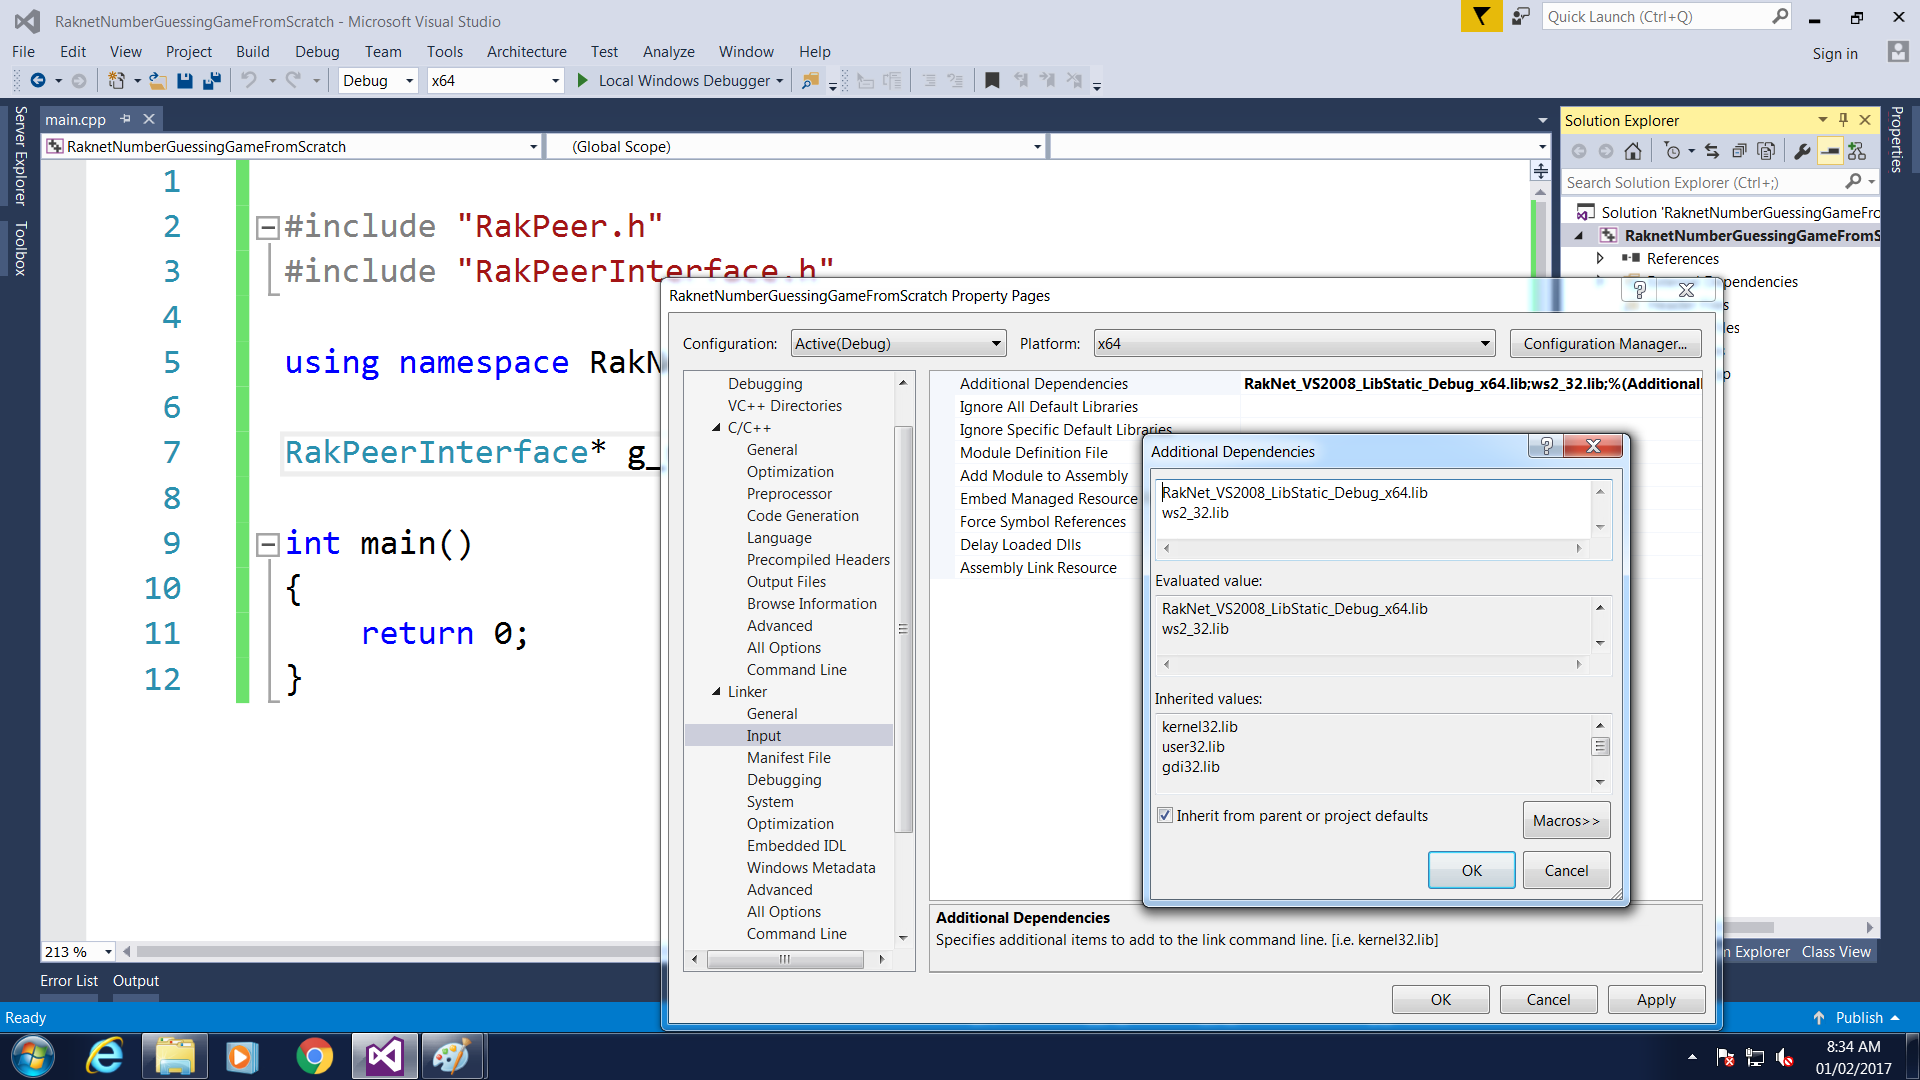 RaknetNumberGuessingGameFromScratch - Microsoft Visual Studio
Quick Launch (Ctrl+Q)
File Edit View Project Build Debug Team Tools Architecture Test Analyze Window Help
Sign in
Debug x64 Local Windows Debugger
Server Explorer
Toolbox
main.cpp
RaknetNumberGuessingGameFromScratch (Global Scope)
1
2 #include "RakPeer.h"
3 #include "RakPeerInterface.h"
4
5 using namespace RakN
6
7 RakPeerInterface* g_
8
9 int main()
10 {
11 return 0;
12 }
213 %
Solution Explorer
Properties
Search Solution Explorer (Ctrl+;)
Solution 'RaknetNumberGuessingGameFro
RaknetNumberGuessingGameFromS
References
Dependencies
RaknetNumberGuessingGameFromScratch Property Pages
Configuration: Active(Debug) Platform: x64 Configuration Manager...
Debugging
VC++ Directories
C/C++
General
Optimization
Preprocessor
Code Generation
Language
Precompiled Headers
Output Files
Browse Information
Advanced
All Options
Command Line
Linker
General
Input
Manifest File
Debugging
System
Optimization
Embedded IDL
Windows Metadata
Advanced
All Options
Command Line
Additional Dependencies RakNet_VS2008_LibStatic_Debug_x64.lib;ws2_32.lib;%(Additional
Ignore All Default Libraries
Ignore Specific Default Libraries
Module Definition File
Add Module to Assembly
Embed Managed Resource
Force Symbol References
Delay Loaded Dlls
Assembly Link Resource
Additional Dependencies
RakNet_VS2008_LibStatic_Debug_x64.lib
ws2_32.lib
Evaluated value:
RakNet_VS2008_LibStatic_Debug_x64.lib
ws2_32.lib
Inherited values:
kernel32.lib
user32.lib
gdi32.lib
Inherit from parent or project defaults
Macros>>
OK Cancel
Additional Dependencies
Specifies additional items to add to the link command line. [i.e. kernel32.lib]
OK Cancel Apply
Explorer Class View
Error List Output
Ready
Publish
8:34 AM
01/02/2017